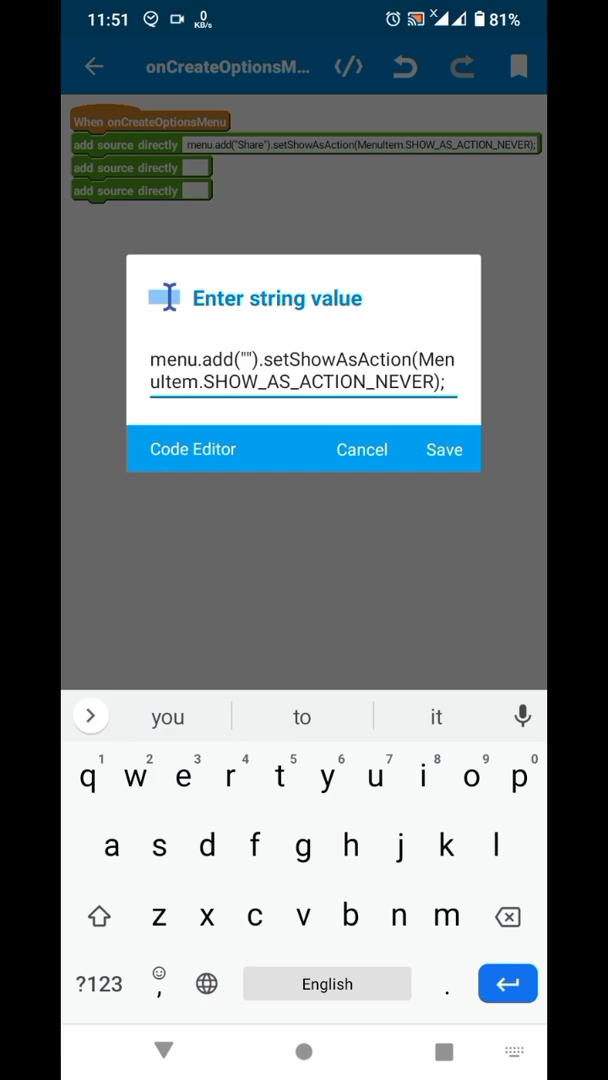 11:51 0 KB/s x 81%
onCreateOptionsM... </>
When onCreateOptionsMenu
add source directly menu.add("Share").setShowAsAction(MenuItem.SHOW_AS_ACTION_NEVER);
add source directly
add source directly
Enter string value
menu.add("").setShowAsAction(Men
uItem.SHOW_AS_ACTION_NEVER);
Code Editor Cancel Save
you to it
1 2 3 4 5 6 7 8 9 0
q w e r t y u i o p
a s d f g h j k l
z x c v b n m
?123 , English .